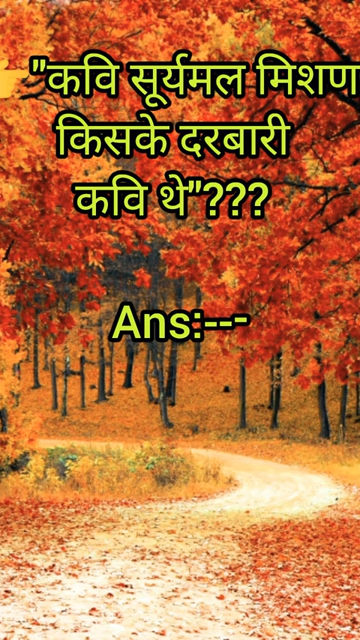 "कवि सूर्यमल मिशण
किसके दरबारी
कवि थे"???
Ans:---